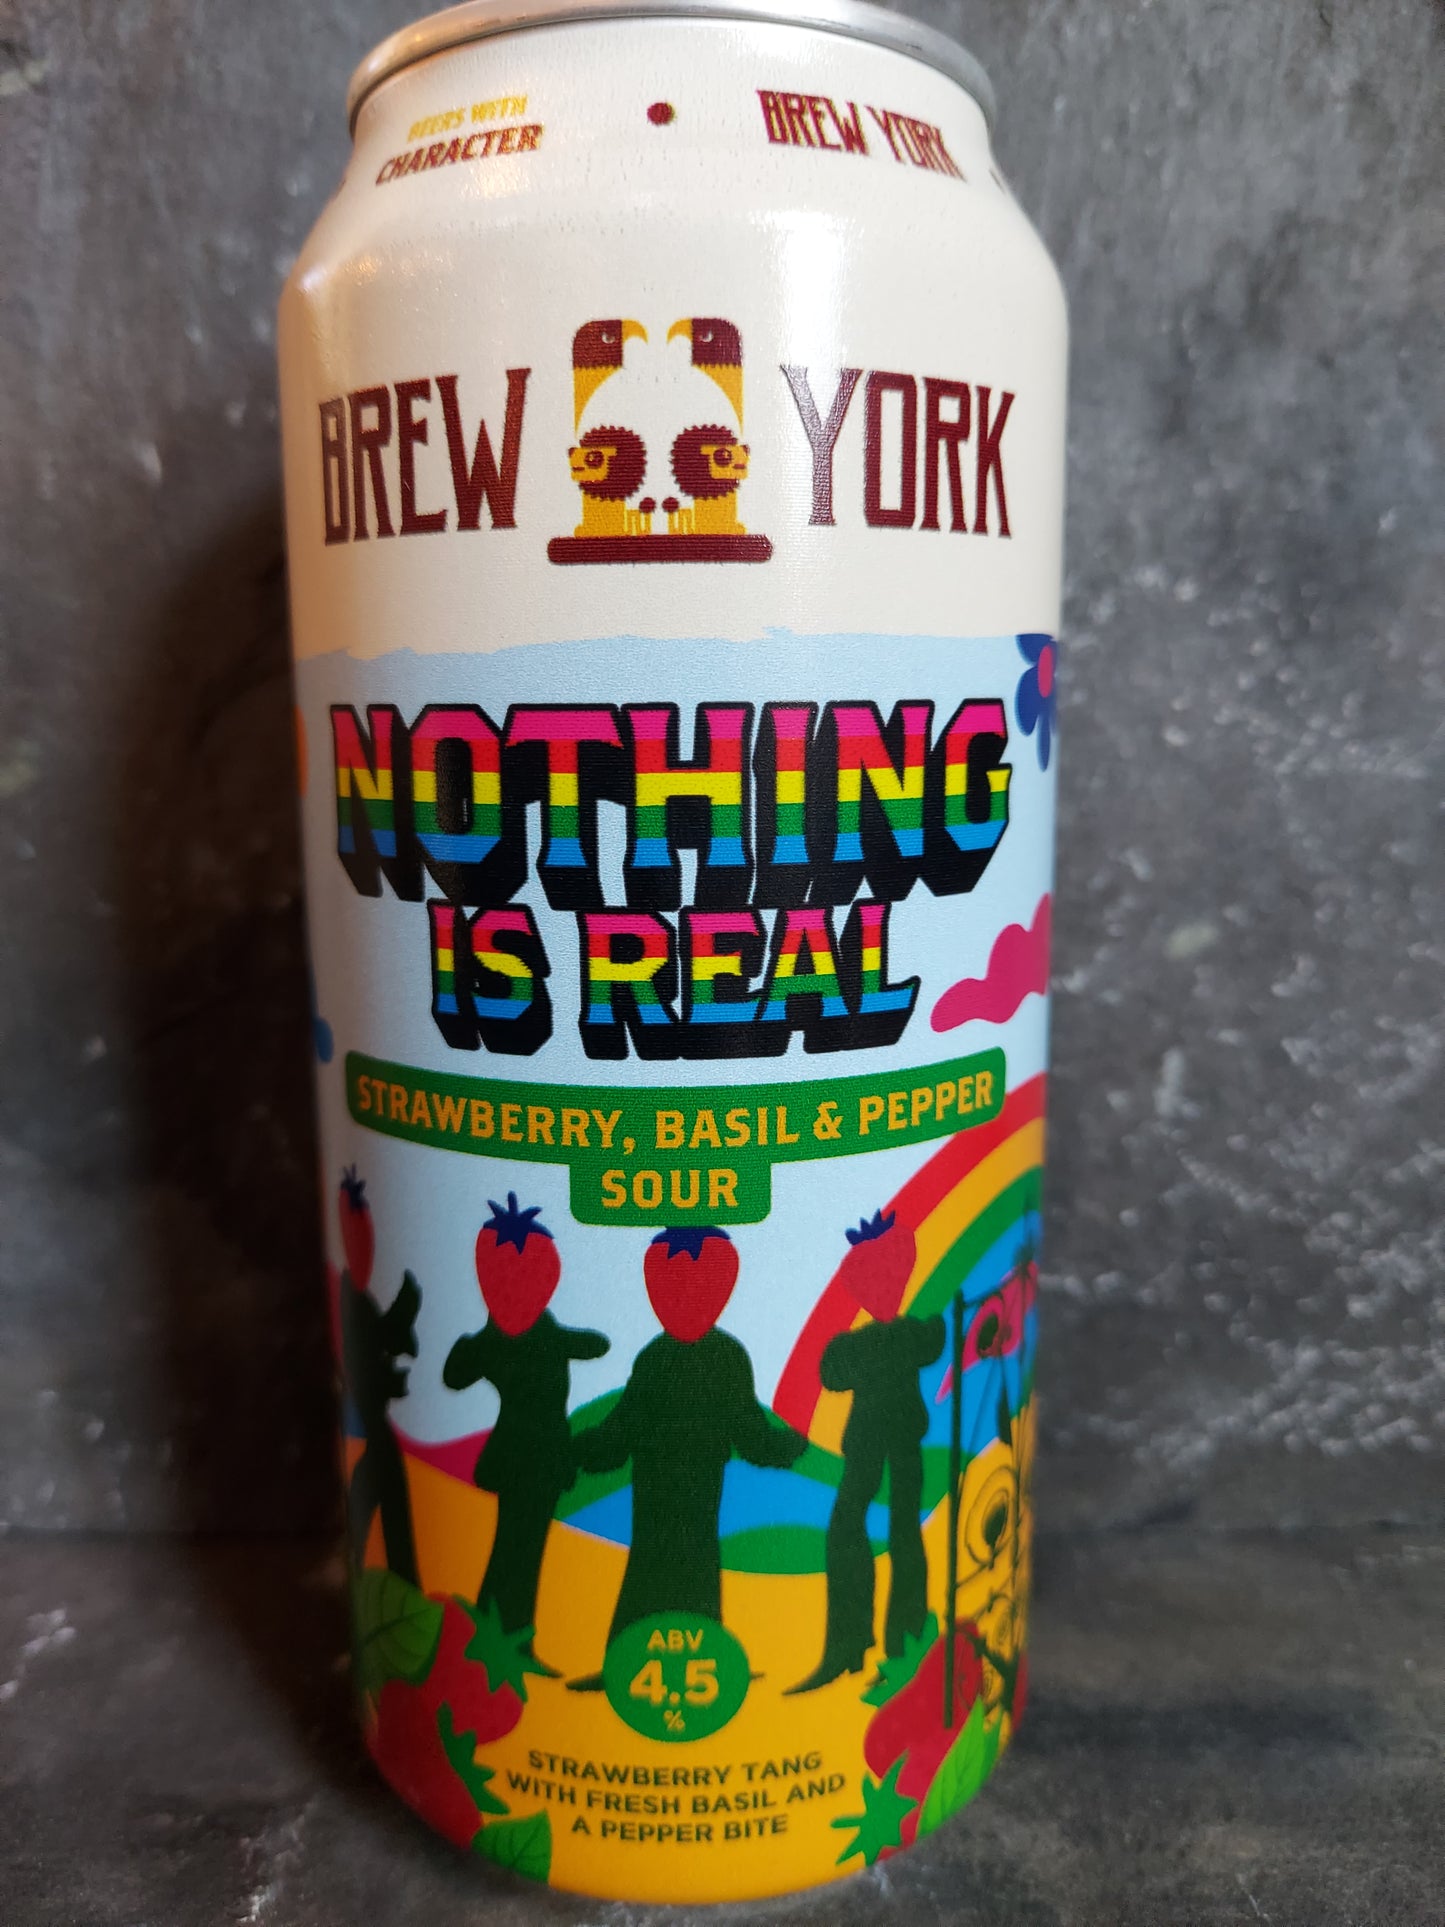 BEERS WITH
CHARACTER
BREW YORK
BREW YORK
NOTHING
IS REAL
STRAWBERRY, BASIL & PEPPER
SOUR
ABV
4.5
%
STRAWBERRY TANG
WITH FRESH BASIL AND
A PEPPER BITE